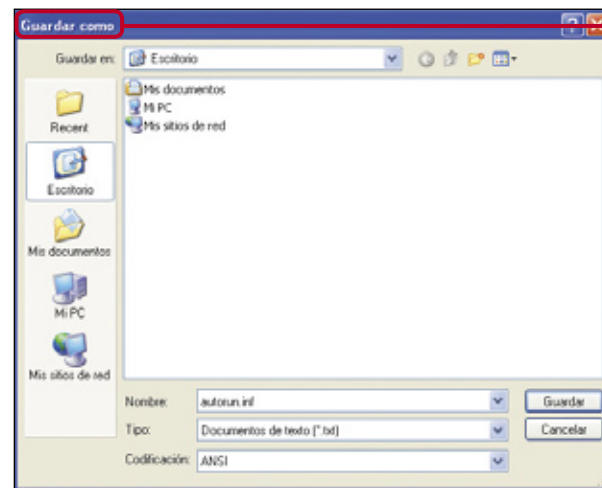 Guardar como
Guardar en: Escritorio
Mis documentos
Mi PC
Mis sitios de red
Recent
Escritorio
Mis documentos
Mi PC
Mis sitios de red
Nombre: autorun.inf Guardar
Tipo: Documentos de texto (*.txt) Cancelar
Codificación: ANSI